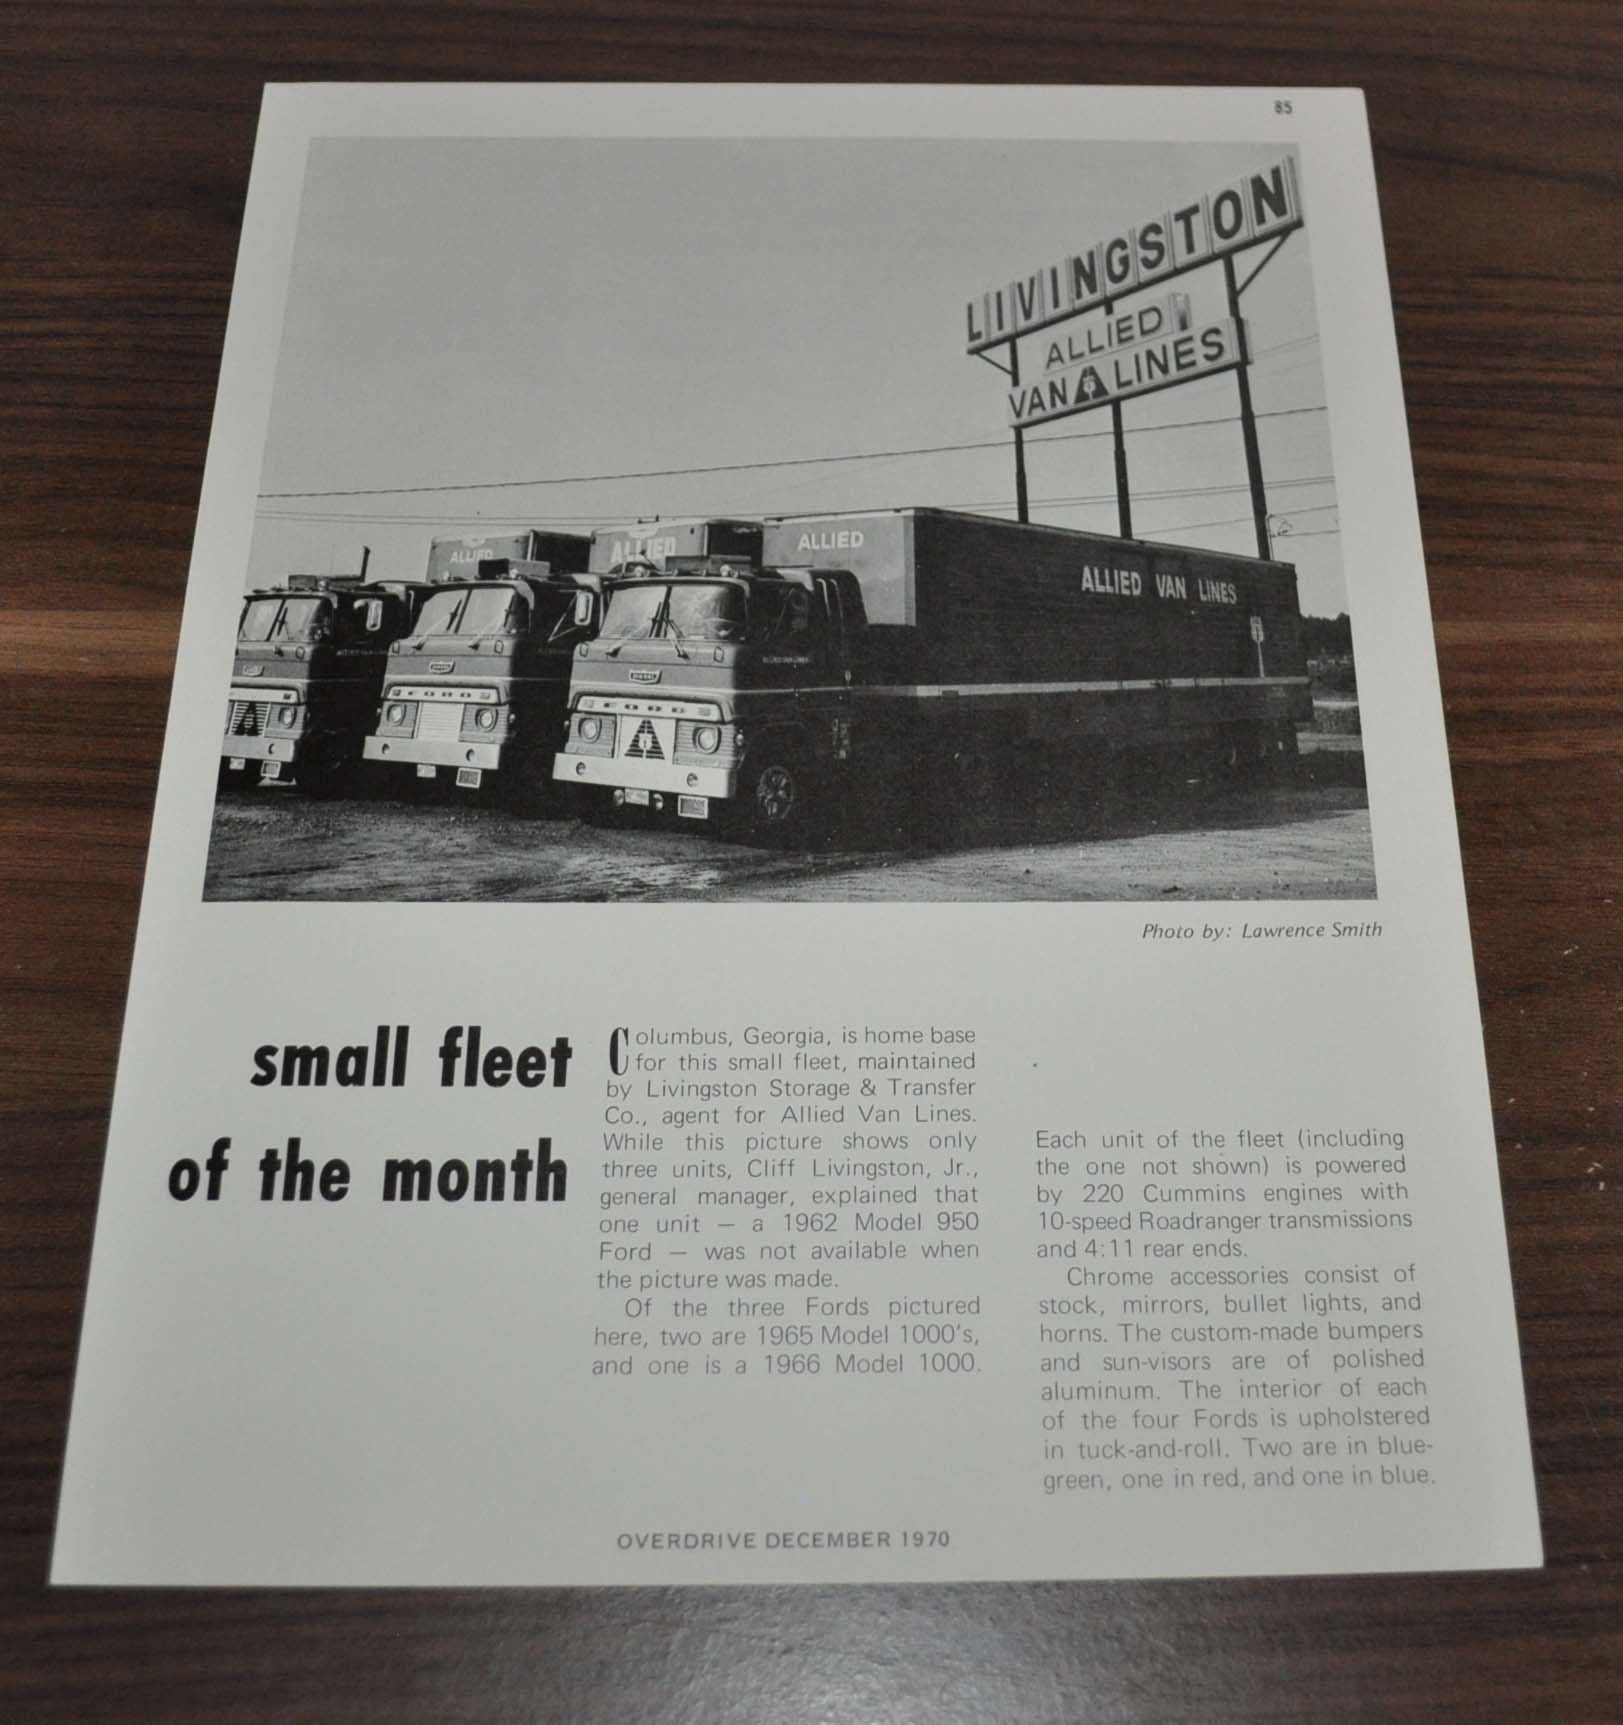 85
LIVINGSTON
ALLIED
VAN LINES
ALLIED
ALLIED
ALLIED
ALLIED VAN LINES
FORD
FORD
Photo by: Lawrence Smith
small fleet
of the month
Columbus, Georgia, is home base
for this small fleet, maintained
by Livingston Storage & Transfer
Co., agent for Allied Van Lines.
While this picture shows only
three units, Cliff Livingston, Jr.,
general manager, explained that
one unit — a 1962 Model 950
Ford — was not available when
the picture was made.
Of the three Fords pictured
here, two are 1965 Model 1000's,
and one is a 1966 Model 1000.
Each unit of the fleet (including
the one not shown) is powered
by 220 Cummins engines with
10-speed Roadranger transmissions
and 4:11 rear ends.
Chrome accessories consist of
stock, mirrors, bullet lights, and
horns. The custom-made bumpers
and sun-visors are of polished
aluminum. The interior of each
of the four Fords is upholstered
in tuck-and-roll. Two are in blue-
green, one in red, and one in blue.
OVERDRIVE DECEMBER 1970